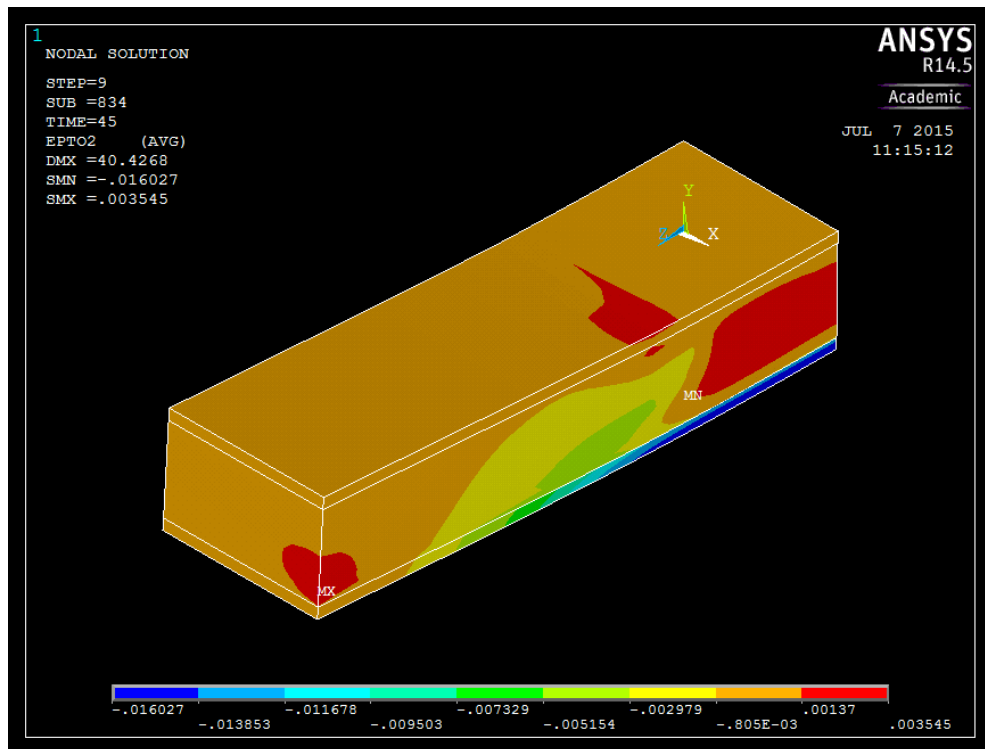 1
NODAL SOLUTION
STEP=9
SUB =834
TIME=45
EPTO2    (AVG)
DMX =40.4268
SMN =-.016027
SMX =.003545
ANSYS
R14.5
Academic
JUL  7 2015
11:15:12
Y
Z
X
MN
MX
-.016027 -.011678 -.007329 -.002979 .00137
-.013853 -.009503 -.005154 -.805E-03 .003545